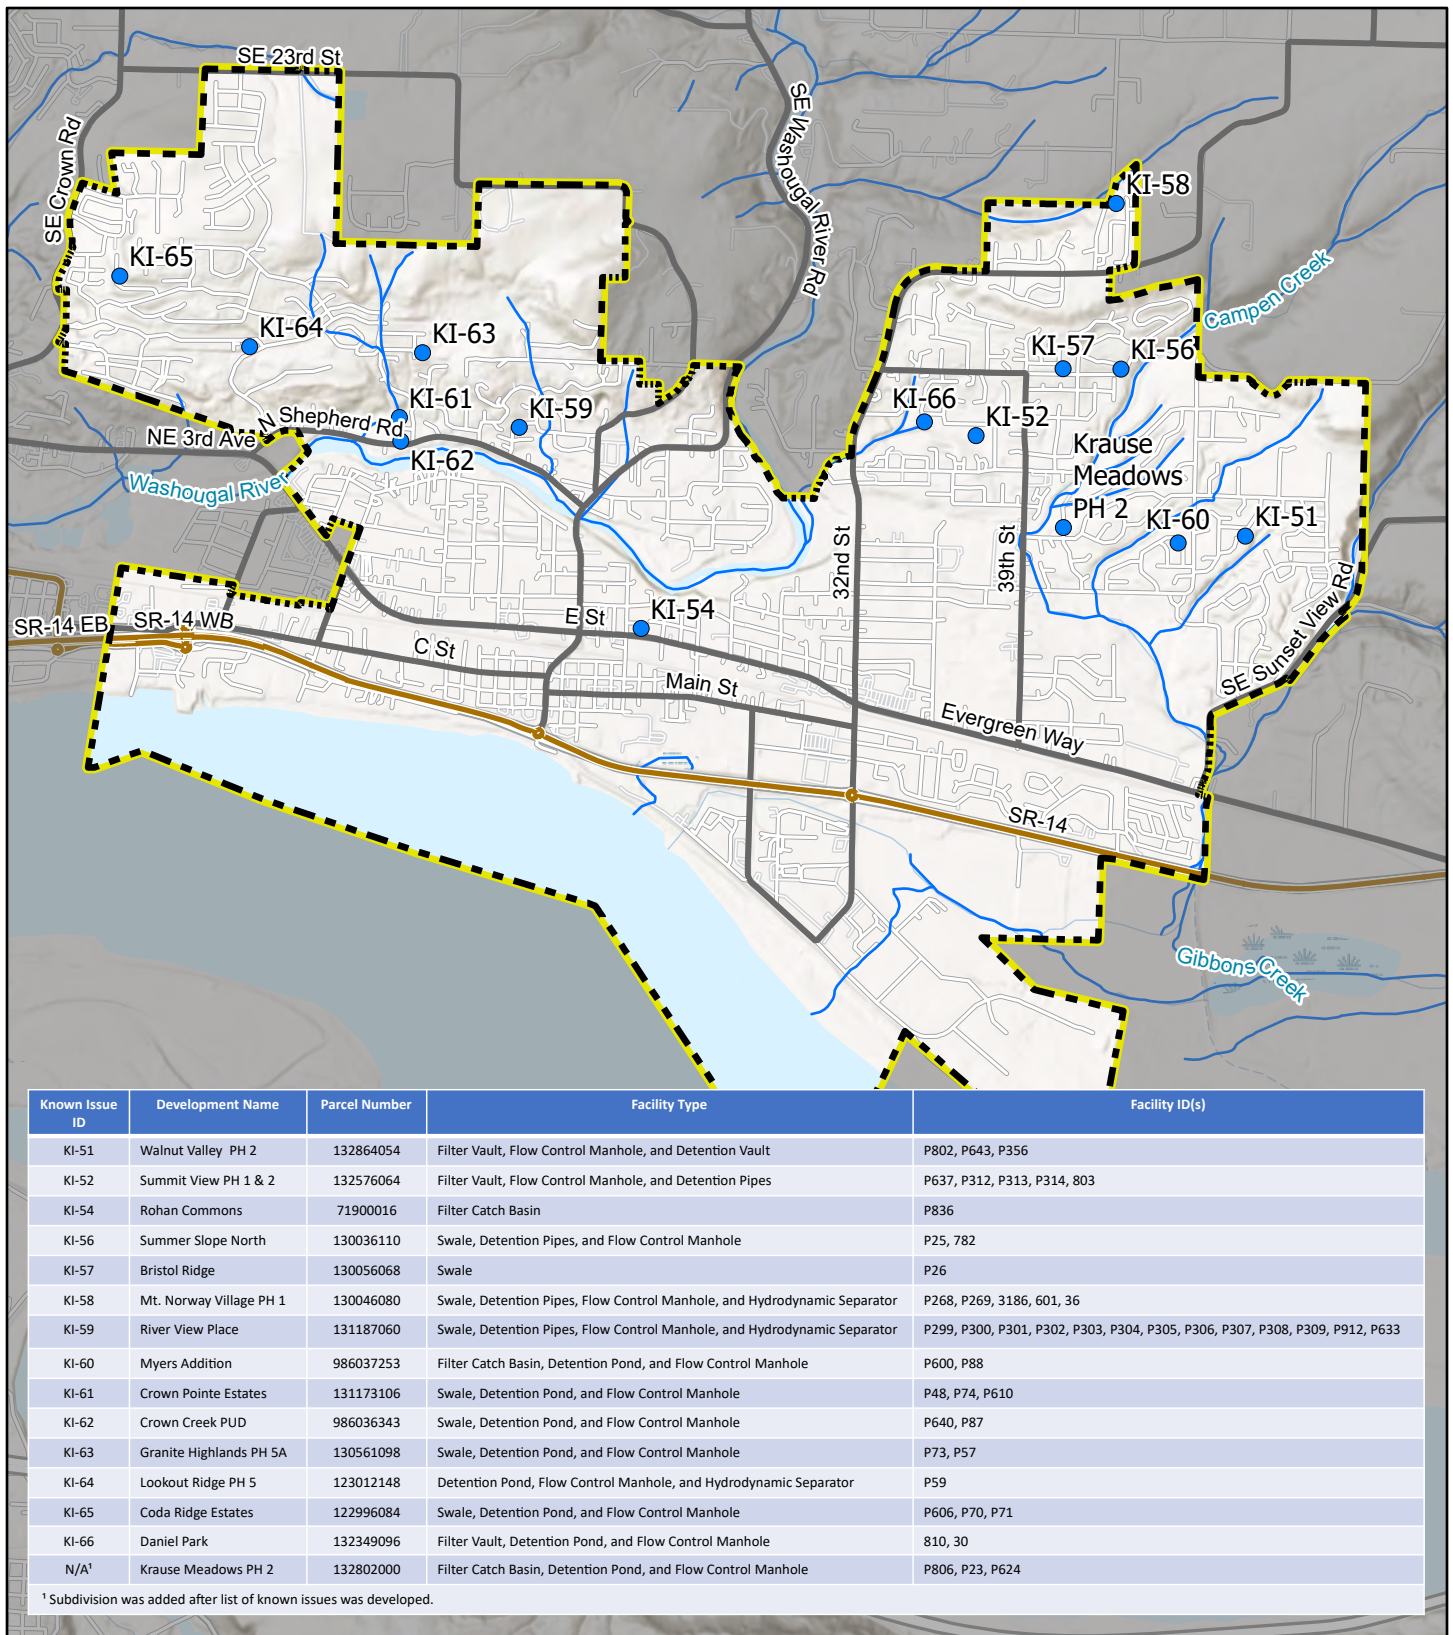 SE 23rd St
SE Crown Rd
SE Washougal River Rd
KI-58
KI-65
Campen Creek
KI-64
KI-63
KI-57
KI-56
KI-61
KI-59
KI-66
KI-52
N Shepherd Rd
NE 3rd Ave
KI-62
Krause
Meadows
PH 2
Washougal River
KI-60
KI-51
32nd St
39th St
KI-54
E St
SR-14 EB
SR-14 WB
C St
Main St
SE Sunset View Rd
Evergreen Way
SR-14
Gibbons Creek
Known Issue ID Development Name Parcel Number Facility Type Facility ID(s)
KI-51 Walnut Valley PH 2 132864054 Filter Vault, Flow Control Manhole, and Detention Vault P802, P643, P356
KI-52 Summit View PH 1 & 2 132576064 Filter Vault, Flow Control Manhole, and Detention Pipes P637, P312, P313, P314, 803
KI-54 Rohan Commons 71900016 Filter Catch Basin P836
KI-56 Summer Slope North 130036110 Swale, Detention Pipes, and Flow Control Manhole P25, 782
KI-57 Bristol Ridge 130056068 Swale P26
KI-58 Mt. Norway Village PH 1 130046080 Swale, Detention Pipes, Flow Control Manhole, and Hydrodynamic Separator P268, P269, 3186, 601, 36
KI-59 River View Place 131187060 Swale, Detention Pipes, Flow Control Manhole, and Hydrodynamic Separator P299, P300, P301, P302, P303, P304, P305, P306, P307, P308, P309, P912, P633
KI-60 Myers Addition 986037253 Filter Catch Basin, Detention Pond, and Flow Control Manhole P600, P88
KI-61 Crown Pointe Estates 131173106 Swale, Detention Pond, and Flow Control Manhole P48, P74, P610
KI-62 Crown Creek PUD 986036343 Swale, Detention Pond, and Flow Control Manhole P640, P87
KI-63 Granite Highlands PH 5A 130561098 Swale, Detention Pond, and Flow Control Manhole P73, P57
KI-64 Lookout Ridge PH 5 123012148 Detention Pond, Flow Control Manhole, and Hydrodynamic Separator P59
KI-65 Coda Ridge Estates 122996084 Swale, Detention Pond, and Flow Control Manhole P606, P70, P71
KI-66 Daniel Park 132349096 Filter Vault, Detention Pond, and Flow Control Manhole 810, 30
N/A¹ Krause Meadows PH 2 132802000 Filter Catch Basin, Detention Pond, and Flow Control Manhole P806, P23, P624
¹ Subdivision was added after list of known issues was developed.